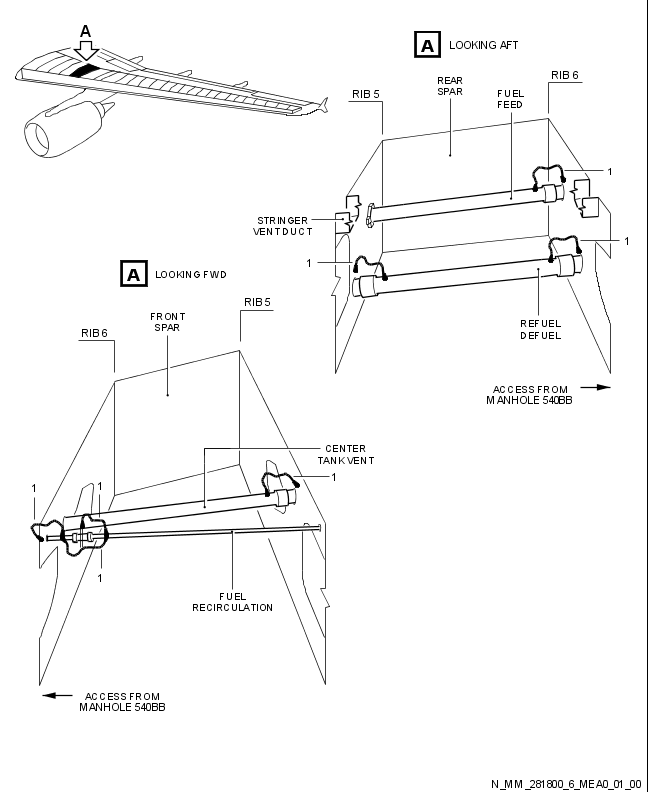 A
A LOOKING AFT
RIB 5
REAR
SPAR
FUEL
FEED
RIB 6
1
STRINGER
VENT DUCT
1
1
REFUEL
DEFUEL
ACCESS FROM
MANHOLE 540BB
A LOOKING FWD
RIB 6
FRONT
SPAR
RIB 5
CENTER
TANK VENT
1
1
1
1
FUEL
RECIRCULATION
ACCESS FROM
MANHOLE 540BB
N_MM_281800_6_MEA0_01_00